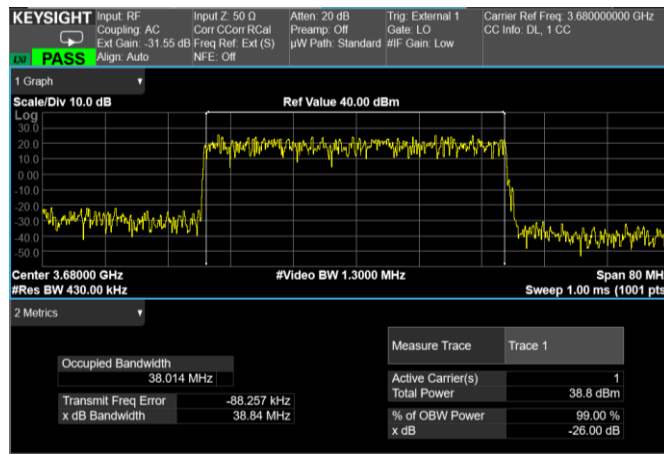 KEYSIGHT Input: RF Input Z: 50 Ω Atten: 20 dB Trig: External 1 Carrier Ref Freq: 3.680000000 GHz
Coupling: AC Corr CCorr RCal Preamp: Off Gate: LO CC Info: DL, 1 CC
Ext Gain: -31.55 dB Freq Ref: Ext (S) µW Path: Standard #IF Gain: Low
LXI PASS Align: Auto NFE: Off
1 Graph
Scale/Div 10.0 dB Ref Value 40.00 dBm
Log
30.0
20.0
10.0
0.00
-10.0
-20.0
-30.0
-40.0
-50.0
Center 3.68000 GHz #Video BW 1.3000 MHz Span 80 MH
#Res BW 430.00 kHz Sweep 1.00 ms (1001 pts
2 Metrics
Measure Trace Trace 1
Occupied Bandwidth
38.014 MHz
Active Carrier(s) 1
Total Power 38.8 dBm
Transmit Freq Error -88.257 kHz
x dB Bandwidth 38.84 MHz
% of OBW Power 99.00 %
x dB -26.00 dB